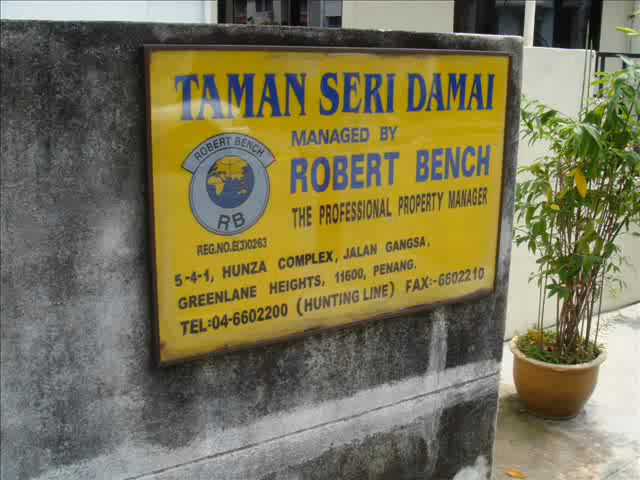 TAMAN SERI DAMAI
MANAGED BY
ROBERT BENCH
THE PROFESSIONAL PROPERTY MANAGER
ROBERT BENCH
RB
REG.NO.E(3)0263
5-4-1, HUNZA COMPLEX, JALAN GANGSA,
GREENLANE HEIGHTS, 11600, PENANG.
TEL:04-6602200 (HUNTING LINE) FAX:-6602210